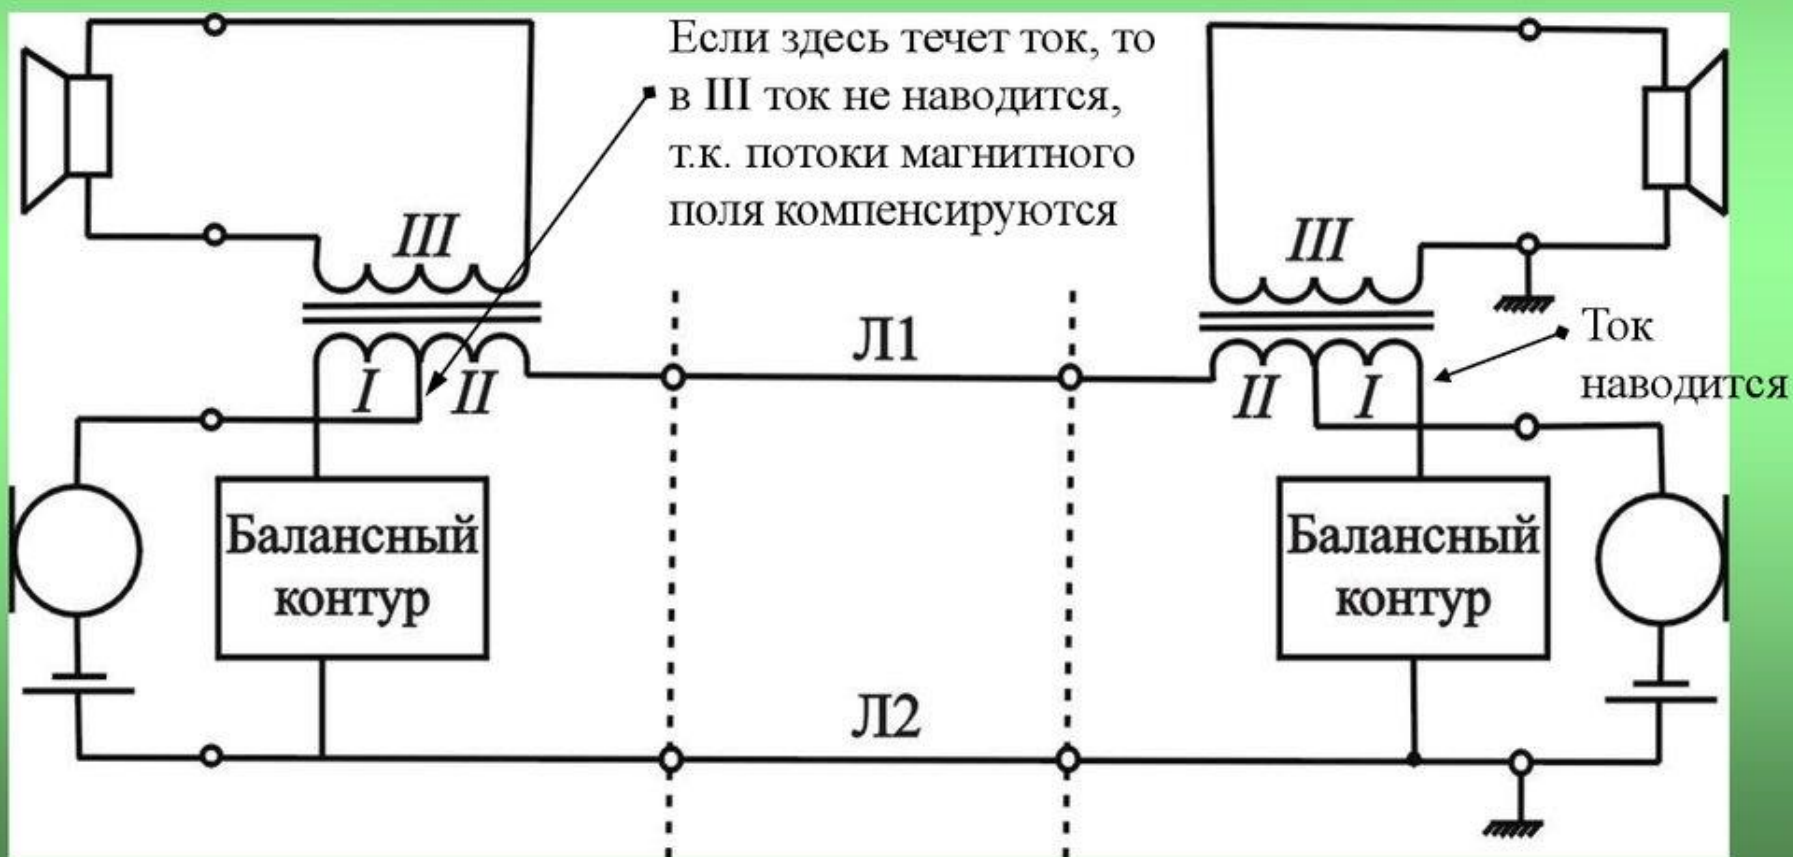 Если здесь течет ток, то
в III ток не наводится,
т.к. потоки магнитного
поля компенсируются
III
III
Л1
Ток
наводится
I
II
II
I
Балансный
контур
Балансный
контур
Л2